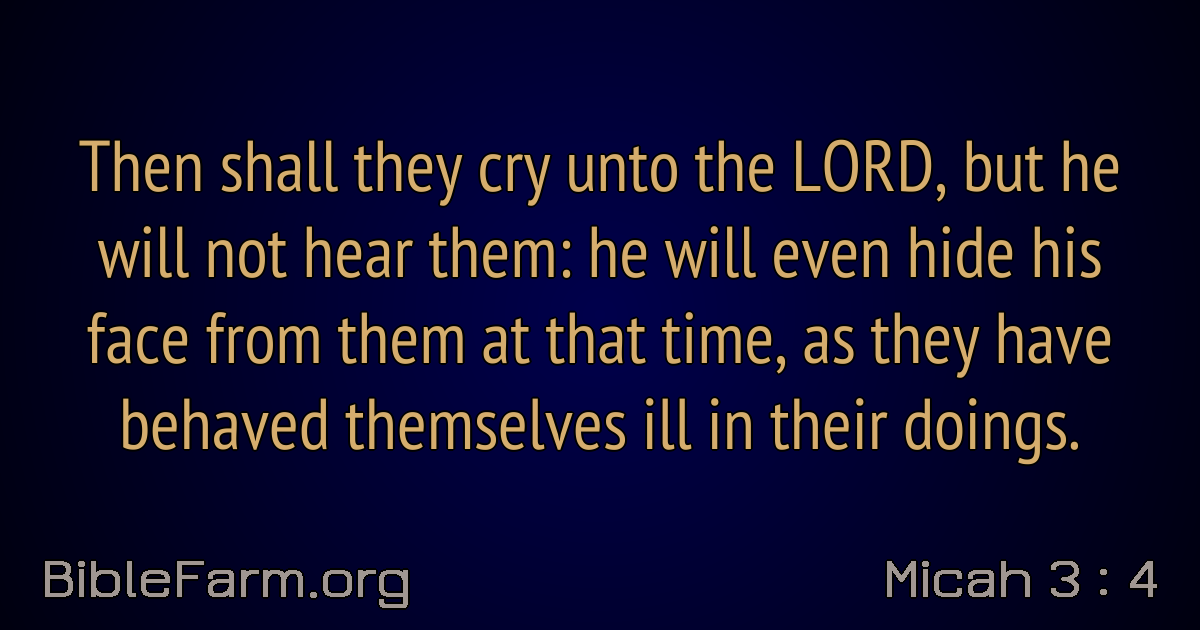 Then shall they cry unto the LORD, but he
will not hear them: he will even hide his
face from them at that time, as they have
behaved themselves ill in their doings.
BibleFarm.org
Micah 3 : 4